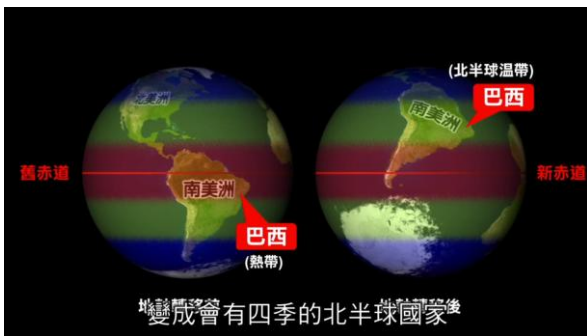 北美洲
舊赤道
南美洲
巴西
(熱帶)
(北半球溫帶)
巴西
南美洲
新赤道
變成會有四季的北半球國家